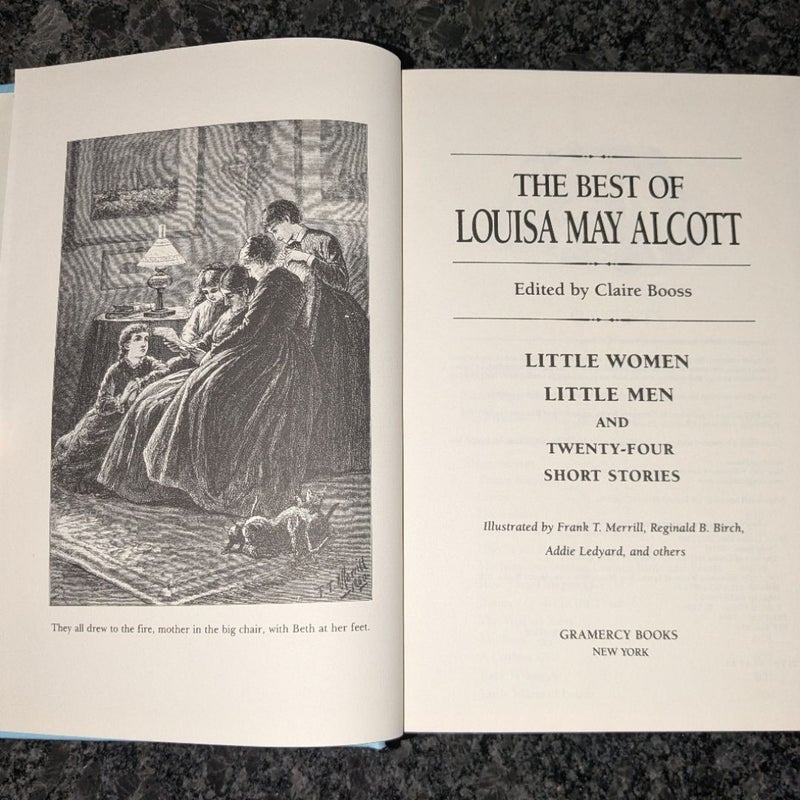 They all drew to the fire, mother in the big chair, with Beth at her feet.
THE BEST OF
LOUISA MAY ALCOTT
Edited by Claire Booss
LITTLE WOMEN
LITTLE MEN
AND
TWENTY-FOUR
SHORT STORIES
Illustrated by Frank T. Merrill, Reginald B. Birch,
Addie Ledyard, and others
GRAMERCY BOOKS
NEW YORK